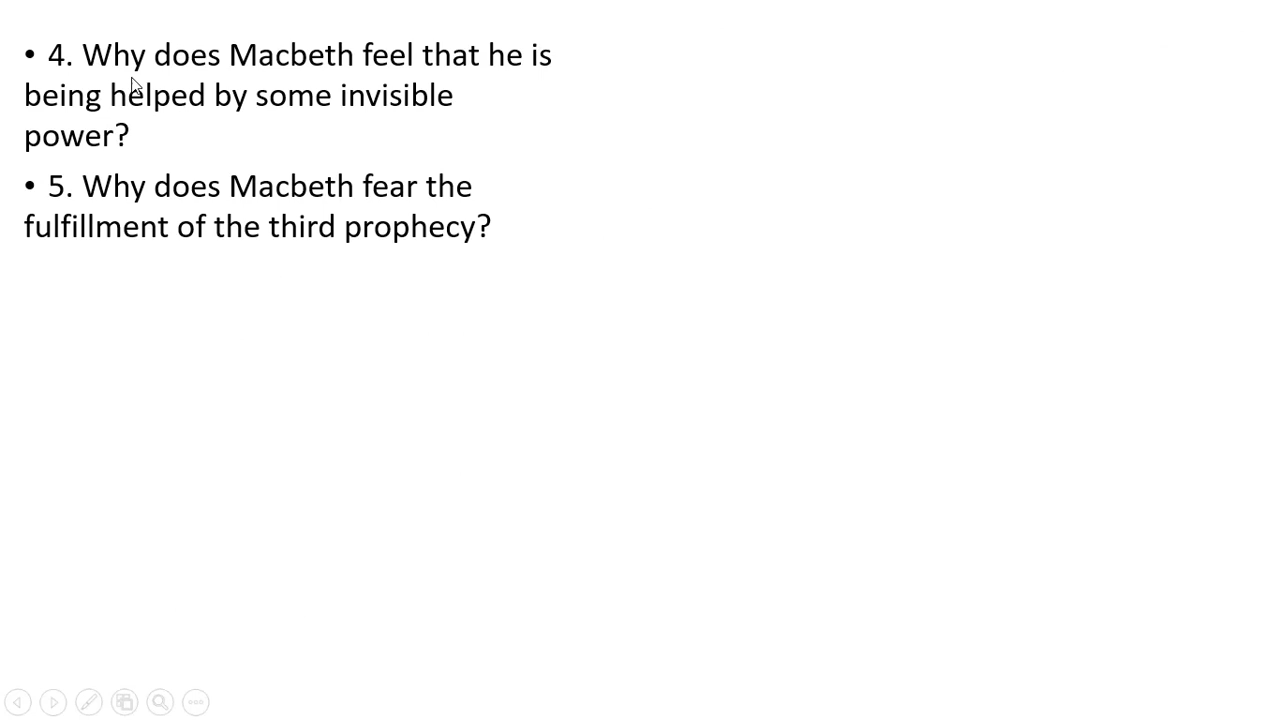 • 4. Why does Macbeth feel that he is
being helped by some invisible
power?
• 5. Why does Macbeth fear the
fulfillment of the third prophecy?